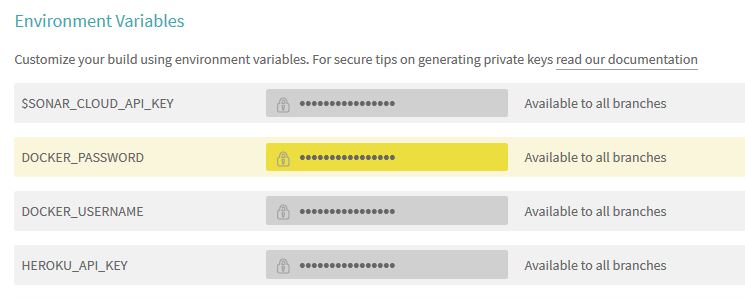 Environment Variables
Customize your build using environment variables. For secure tips on generating private keys read our documentation
$SONAR_CLOUD_API_KEY •••••••••••••••• Available to all branches
DOCKER_PASSWORD •••••••••••••••• Available to all branches
DOCKER_USERNAME •••••••••••••••• Available to all branches
HEROKU_API_KEY •••••••••••••••• Available to all branches